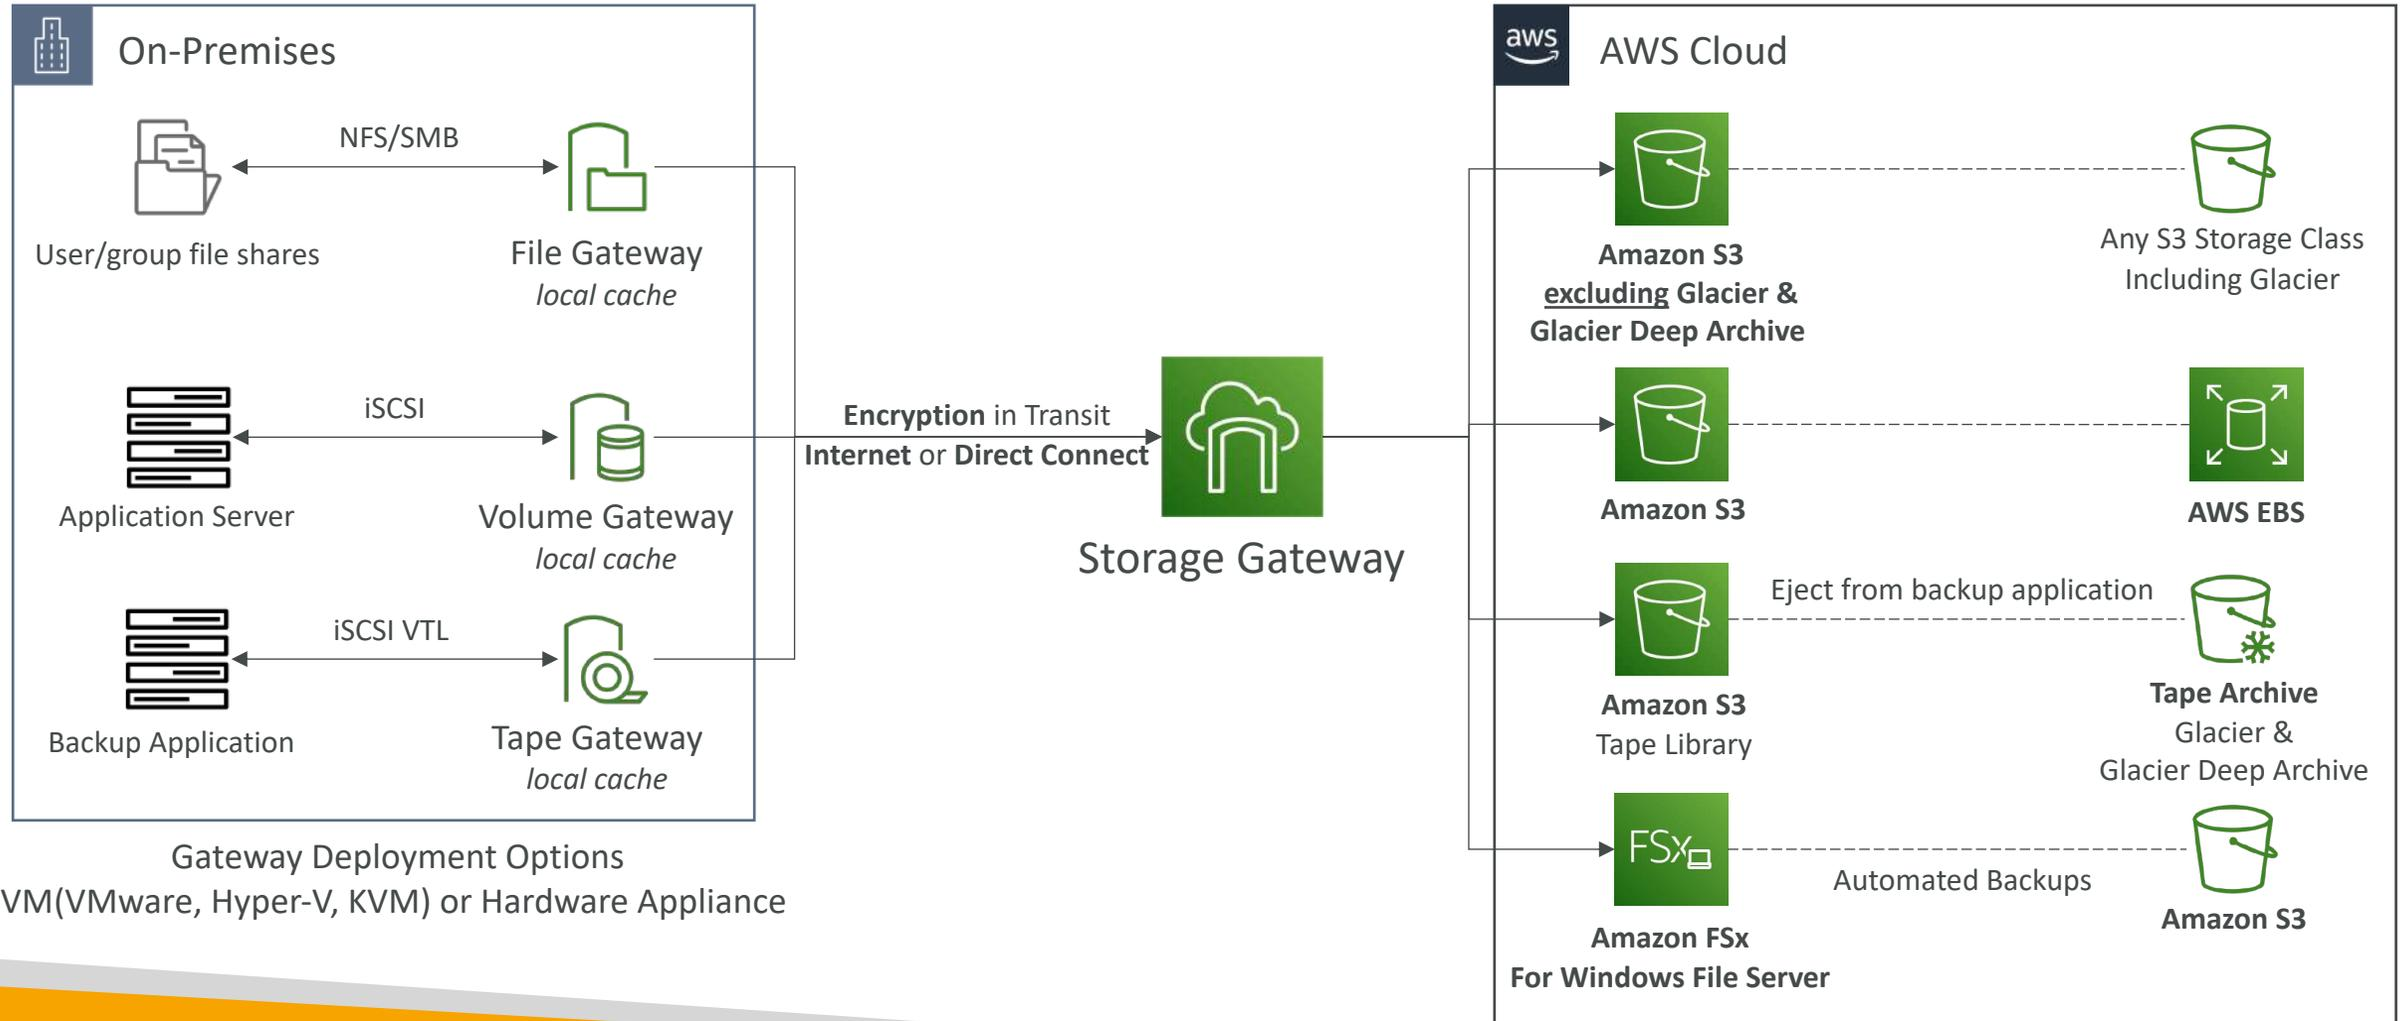 On-Premises
NFS/SMB
User/group file shares
File Gateway
local cache
iSCSI
Application Server
Volume Gateway
local cache
iSCSI VTL
Backup Application
Tape Gateway
local cache
Gateway Deployment Options
VM(VMware, Hyper-V, KVM) or Hardware Appliance
Encryption in Transit
Internet or Direct Connect
Storage Gateway
aws
AWS Cloud
Amazon S3
excluding Glacier &
Glacier Deep Archive
Any S3 Storage Class
Including Glacier
Amazon S3
AWS EBS
Eject from backup application
Amazon S3
Tape Library
Tape Archive
Glacier &
Glacier Deep Archive
FSx
Automated Backups
Amazon FSx
For Windows File Server
Amazon S3